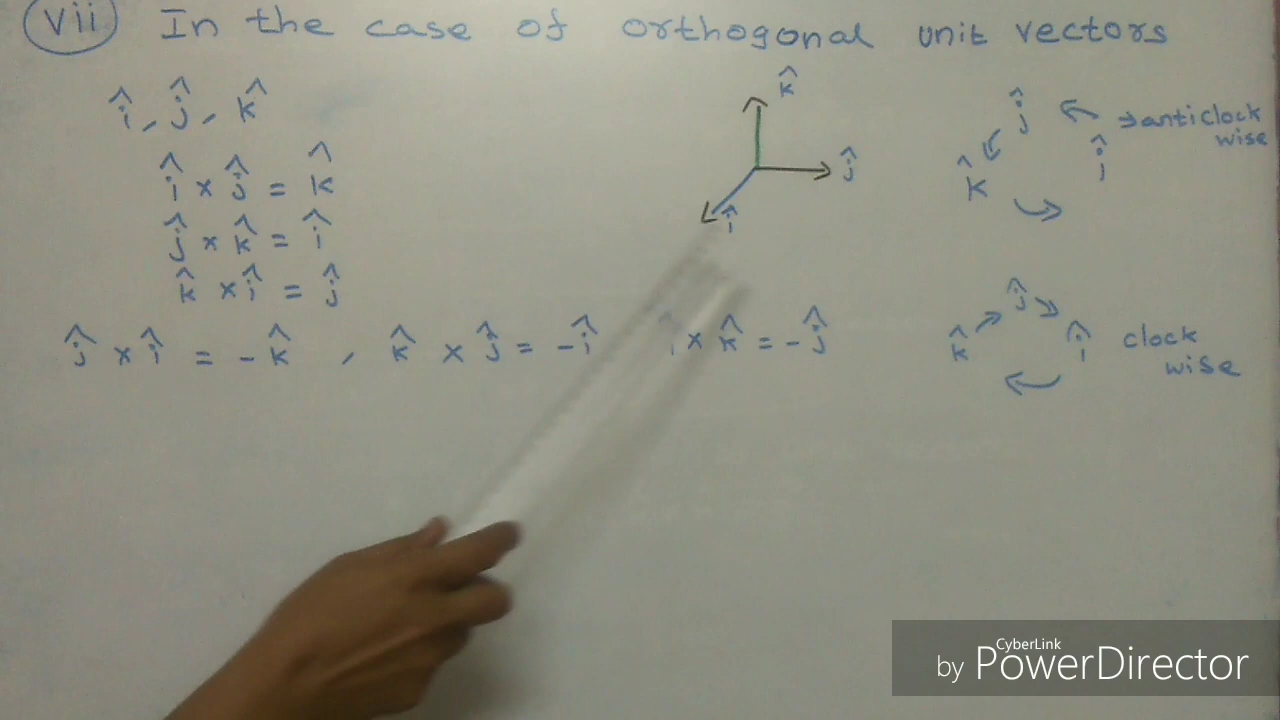 vii In the case of orthogonal unit vectors
î, ĵ, k̂
î × ĵ = k̂
ĵ × k̂ = î
k̂ × î = ĵ
ĵ × î = - k̂ , k̂ × ĵ = - î î × k̂ = - ĵ
k̂
ĵ
î
ĵ
→ anticlock
wise
k̂
î
ĵ
k̂
î
clock
wise
CyberLink
by PowerDirector